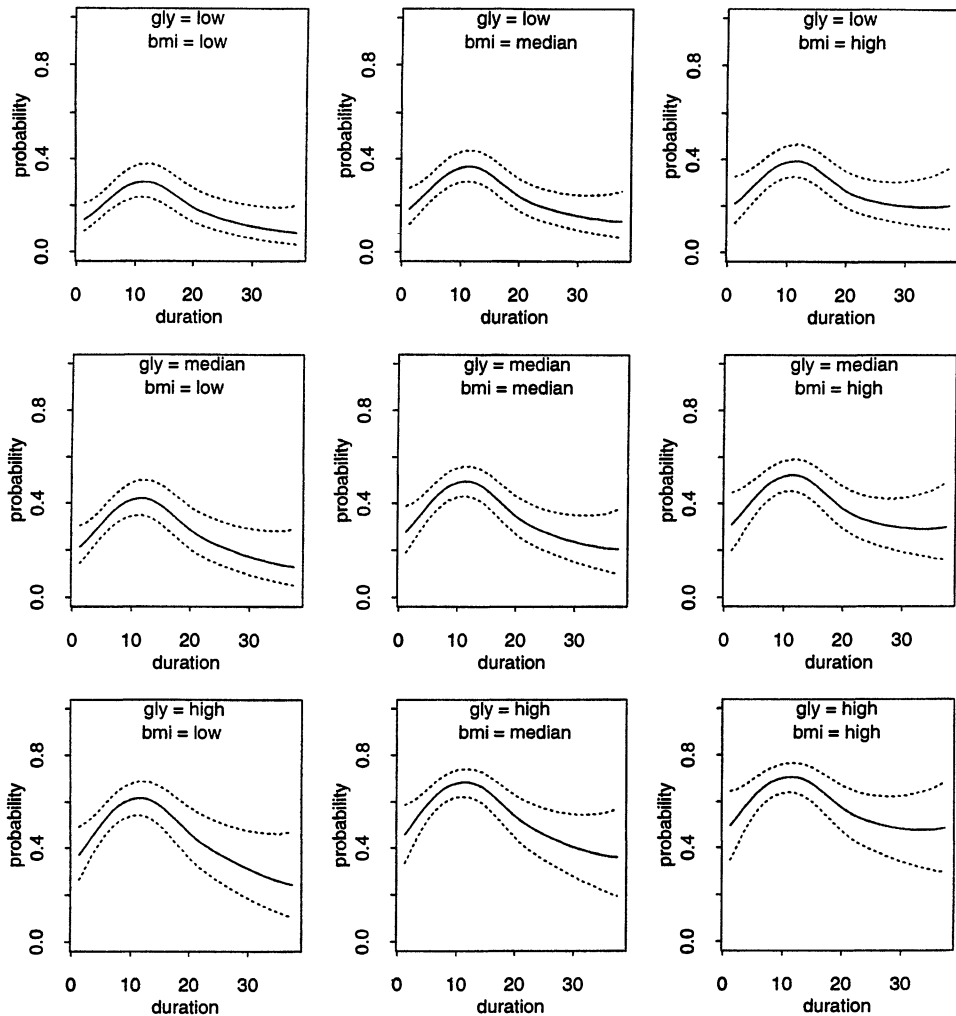 gly = low
bmi = low
probability
0.0 0.4 0.8
0 10 20 30
duration
gly = low
bmi = median
probability
0.0 0.4 0.8
0 10 20 30
duration
gly = low
bmi = high
probability
0.0 0.4 0.8
0 10 20 30
duration
gly = median
bmi = low
probability
0.0 0.4 0.8
0 10 20 30
duration
gly = median
bmi = median
probability
0.0 0.4 0.8
0 10 20 30
duration
gly = median
bmi = high
probability
0.0 0.4 0.8
0 10 20 30
duration
gly = high
bmi = low
probability
0.0 0.4 0.8
0 10 20 30
duration
gly = high
bmi = median
probability
0.0 0.4 0.8
0 10 20 30
duration
gly = high
bmi = high
probability
0.0 0.4 0.8
0 10 20 30
duration